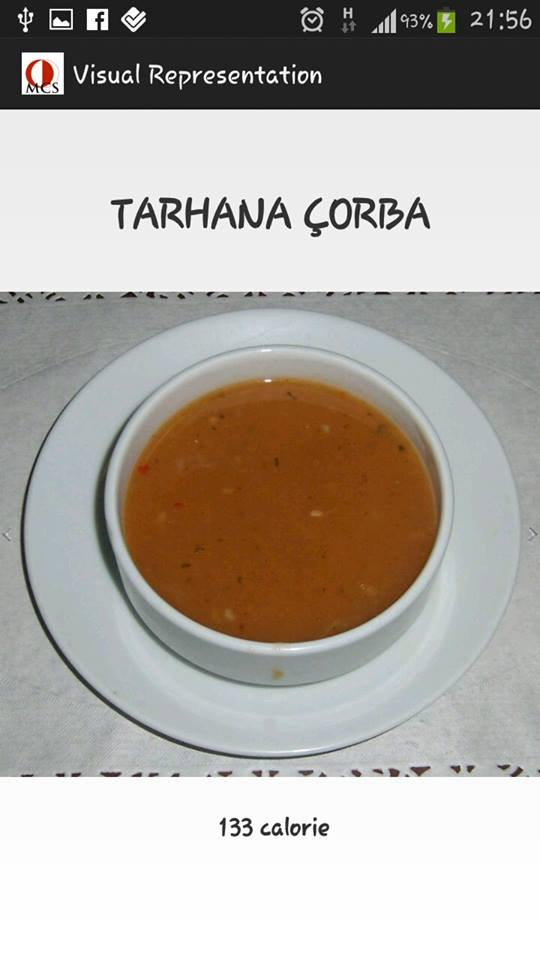 H 93% 21:56
MCS Visual Representation
TARHANA ÇORBA
133 calorie